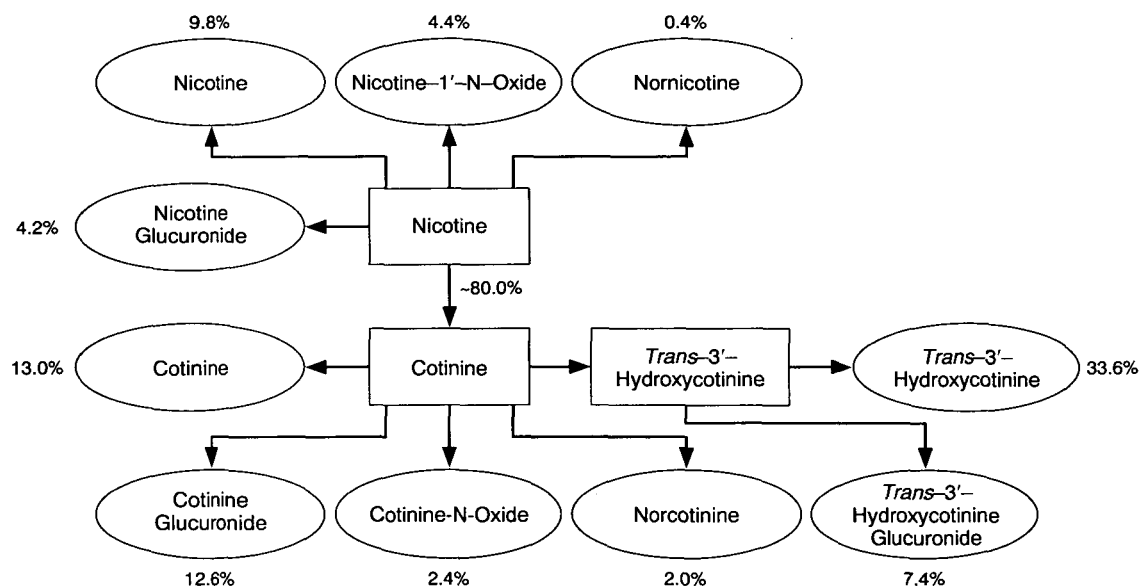 9.8%
4.4%
0.4%
Nicotine
Nicotine–1′–N–Oxide
Nornicotine
4.2%
Nicotine
Glucuronide
Nicotine
~80.0%
13.0%
Cotinine
Cotinine
Trans–3′–
Hydroxycotinine
Trans–3′–
Hydroxycotinine
33.6%
Cotinine
Glucuronide
Cotinine-N-Oxide
Norcotinine
Trans–3′–
Hydroxycotinine
Glucuronide
12.6%
2.4%
2.0%
7.4%